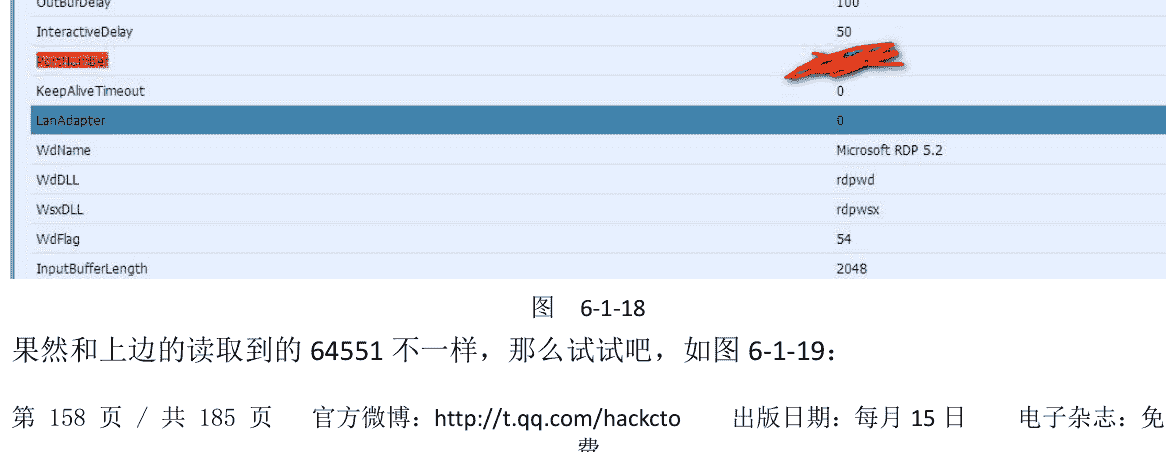 OutBufDelay 100
InteractiveDelay 50
PortNumber
KeepAliveTimeout 0
LanAdapter 0
WdName Microsoft RDP 5.2
WdDLL rdpwd
WsxDLL rdpwsx
WdFlag 54
InputBufferLength 2048
图 6-1-18
果然和上边的读取到的 64551 不一样，那么试试吧，如图 6-1-19：
第 158 页 / 共 185 页 官方微博：http://t.qq.com/hackcto 出版日期：每月 15 日 电子杂志：免
费